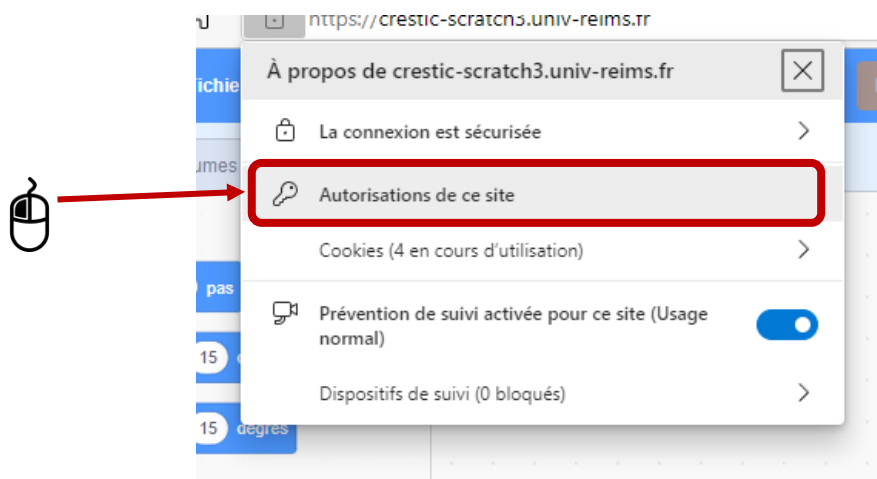 https://crestic-scratch3.univ-reims.fr
À propos de crestic-scratch3.univ-reims.fr
ichie
La connexion est sécurisée
umes
Autorisations de ce site
Cookies (4 en cours d'utilisation)
pas
Prévention de suivi activée pour ce site (Usage
normal)
15
Dispositifs de suivi (0 bloqués)
15 degrés